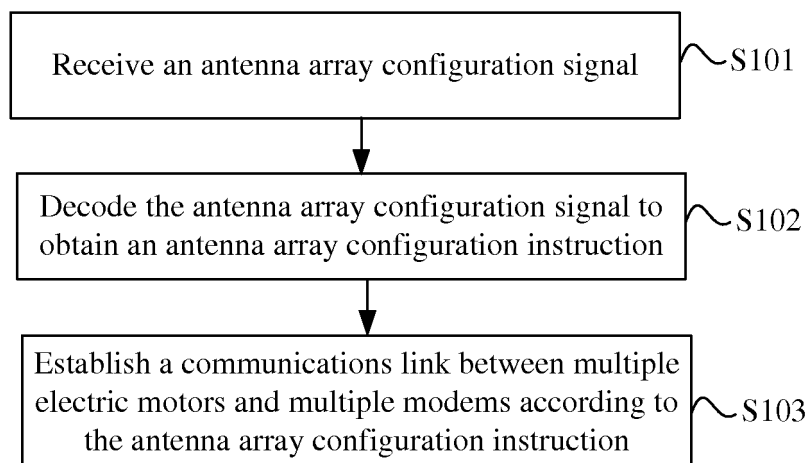 Receive an antenna array configuration signal
S101
Decode the antenna array configuration signal to
obtain an antenna array configuration instruction
S102
Establish a communications link between multiple
electric motors and multiple modems according to
the antenna array configuration instruction
S103